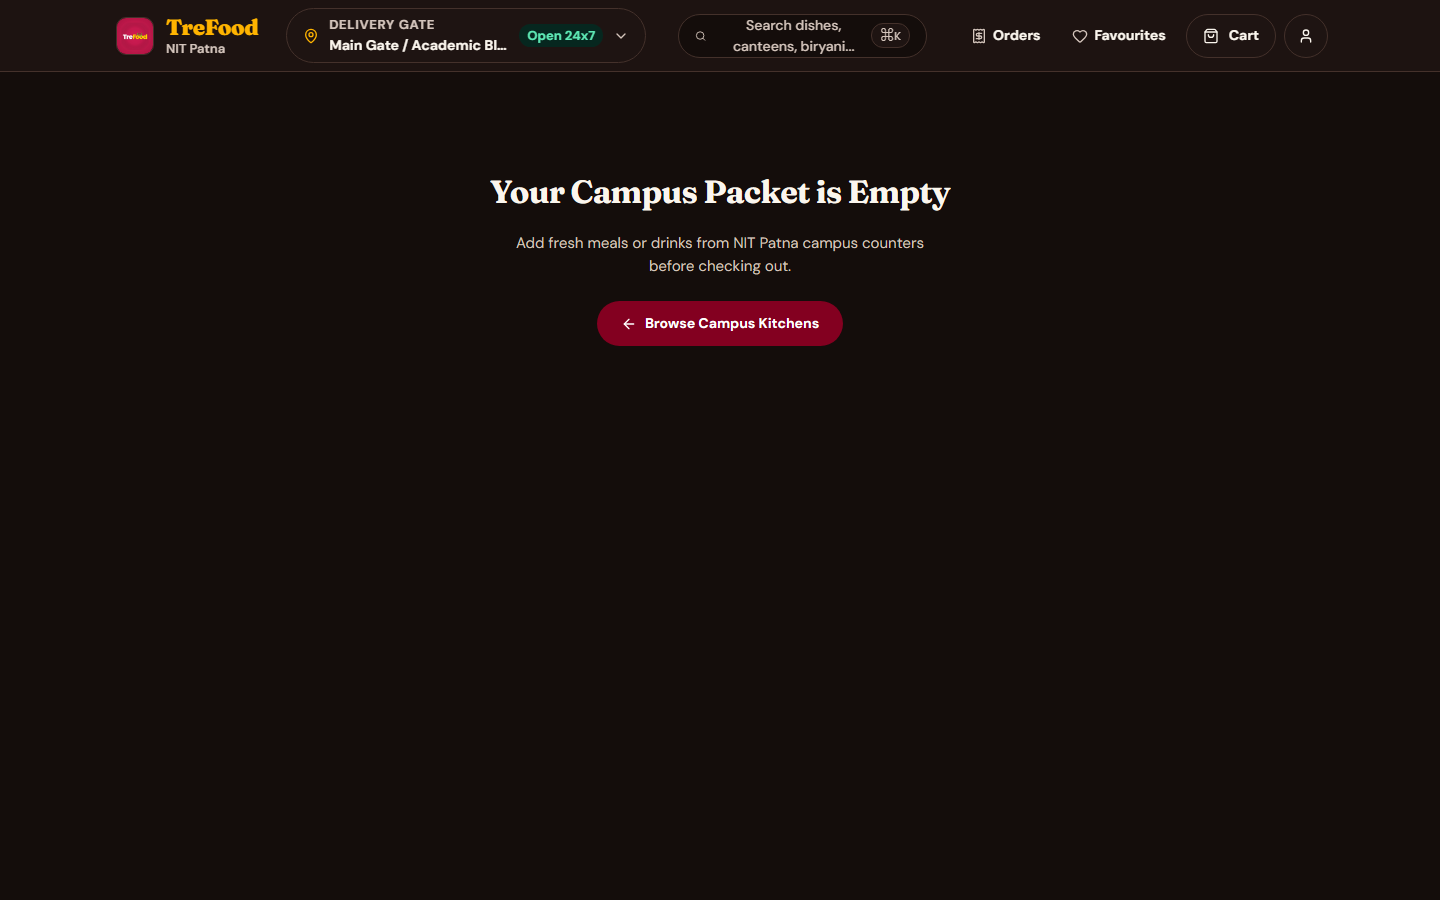 TreFood
TreFood
NIT Patna
DELIVERY GATE
Main Gate / Academic Bl...
Open 24x7
Search dishes,
canteens, biryani...
⌘K
Orders
Favourites
Cart
Your Campus Packet is Empty
Add fresh meals or drinks from NIT Patna campus counters
before checking out.
Browse Campus Kitchens